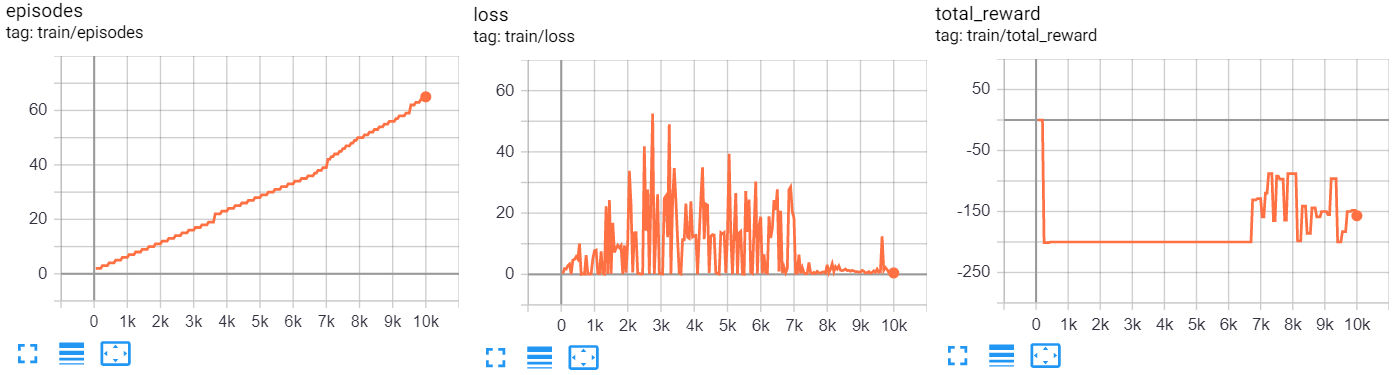 episodes
tag: train/episodes
60
40
20
0
0 1k 2k 3k 4k 5k 6k 7k 8k 9k 10k
loss
tag: train/loss
60
40
20
0
0 1k 2k 3k 4k 5k 6k 7k 8k 9k 10k
total_reward
tag: train/total_reward
50
-50
-150
-250
0 1k 2k 3k 4k 5k 6k 7k 8k 9k 10k